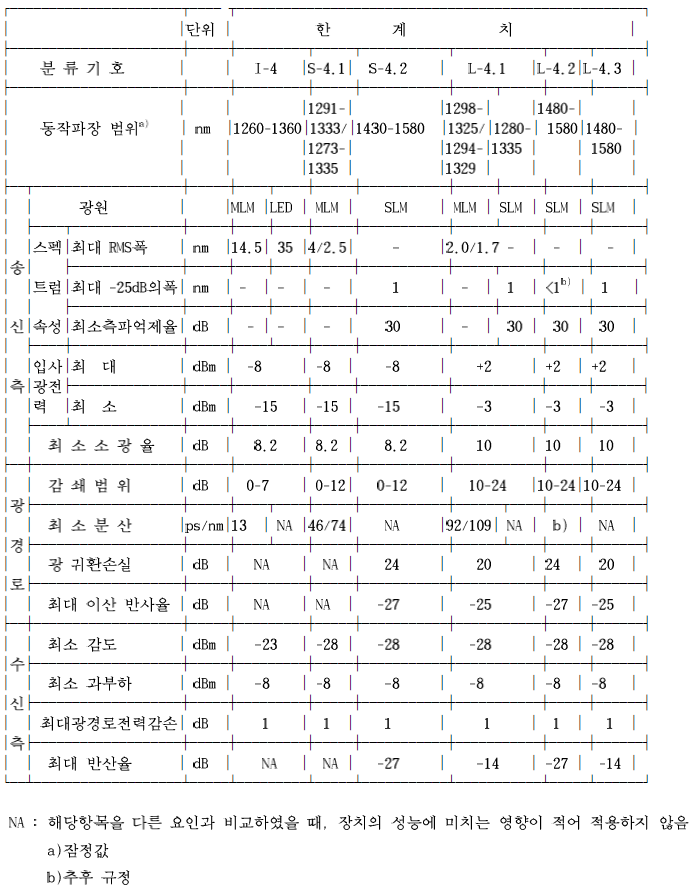 단위 한 계 치
분 류 기 호 I-4 S-4.1 S-4.2 L-4.1 L-4.2 L-4.3
1291- 1298- 1480-
동작파장 범위a) nm 1260-1360 1333/ 1430-1580 1325/ 1280- 1580 1480-
1273- 1294- 1335 1580
1335 1329
광원 MLM LED MLM SLM MLM SLM SLM SLM
스펙 최대 RMS폭 nm 14.5 35 4/2.5 - 2.0/1.7 - - -
송
트럼 최대 -25dB의폭 nm - - - 1 - 1 <1b) 1
신 속성 최소측파억제율 dB - - - 30 - 30 30 30
입사 최 대 dBm -8 -8 -8 +2 +2 +2
측 광전
력 최 소 dBm -15 -15 -15 -3 -3 -3
최 소 소 광 율 dB 8.2 8.2 8.2 10 10 10
감 쇄 범 위 dB 0-7 0-12 0-12 10-24 10-24 10-24
광
최 소 분 산 ps/nm 13 NA 46/74 NA 92/109 NA b) NA
경
광 귀환손실 dB NA NA 24 20 24 20
로
최대 이산 반사율 dB NA NA -27 -25 -27 -25
최소 감도 dBm -23 -28 -28 -28 -28 -28
수
최소 과부하 dBm -8 -8 -8 -8 -8 -8
신
최대광경로전력감손 dB 1 1 1 1 1 1
측
최대 반산율 dB NA NA -27 -14 -27 -14
NA : 해당항목을 다른 요인과 비교하였을 때, 장치의 성능에 미치는 영향이 적어 적용하지 않음
a)잠정값
b)추후 규정